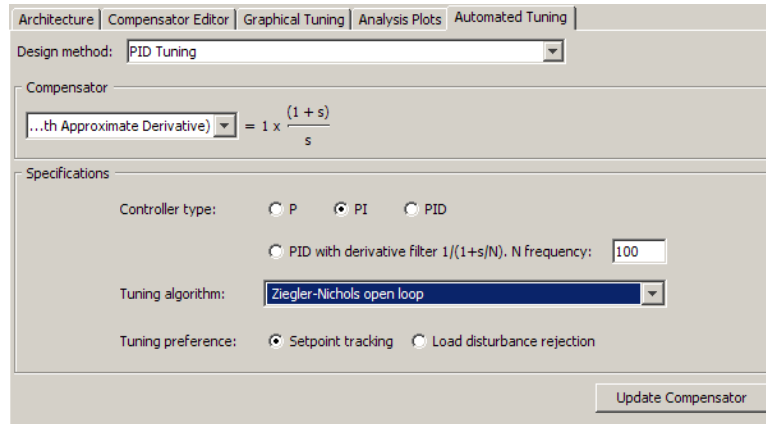 Architecture Compensator Editor Graphical Tuning Analysis Plots Automated Tuning
Design method: PID Tuning
Compensator
...th Approximate Derivative) = 1 x (1 + s)
s
Specifications
Controller type: P PI PID
PID with derivative filter 1/(1+s/N). N frequency: 100
Tuning algorithm: Ziegler-Nichols open loop
Tuning preference: Setpoint tracking Load disturbance rejection
Update Compensator